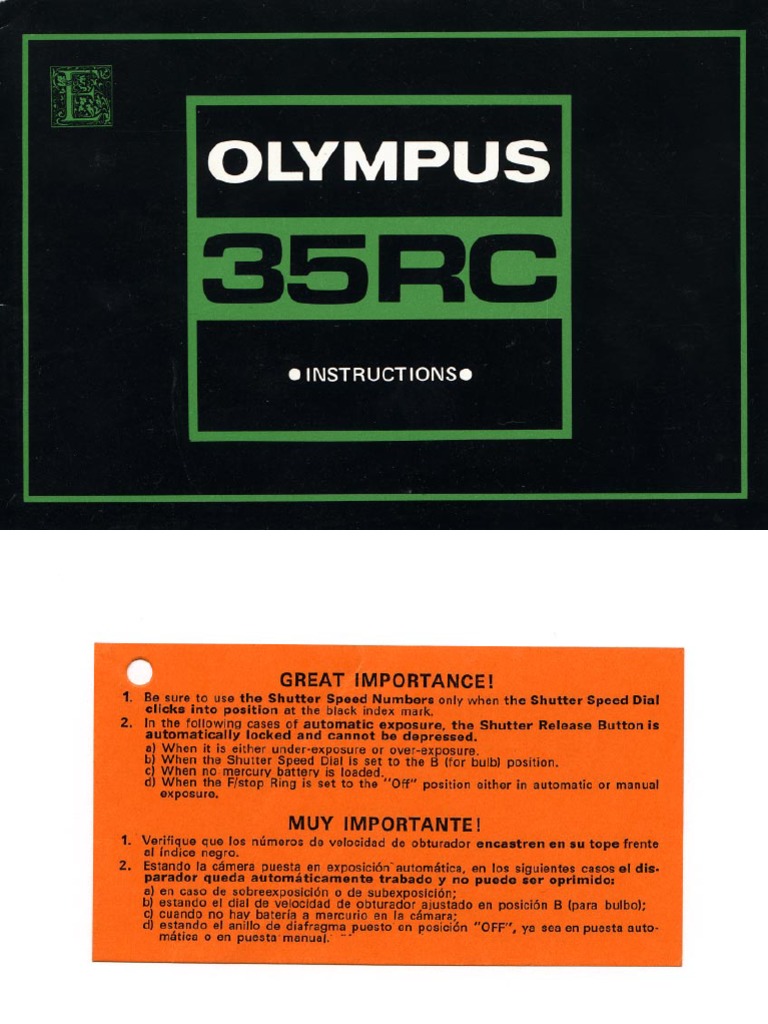 E
OLYMPUS
35RC
●INSTRUCTIONS●
GREAT IMPORTANCE!
1. Be sure to use the Shutter Speed Numbers only when the Shutter Speed Dial
clicks into position at the black index mark.
2. In the following cases of automatic exposure, the Shutter Release Button is
automatically locked and cannot be depressed.
a) When it is either under-exposure or over-exposure.
b) When the Shutter Speed Dial is set to the B (for bulb) position.
c) When no mercury battery is loaded.
d) When the F/stop Ring is set to the "Off" position either in automatic or manual
exposure.
MUY IMPORTANTE!
1. Verifique que los números de velocidad de obturador encastren en su tope frente
el índice negro.
2. Estando la cámera puesta en exposición automática, en los siguientes casos el dis-
parador queda automáticamente trabado y no puede ser oprimido:
a) en caso de sobreexposición o de subexposición;
b) estando el dial de velocidad de obturador ajustado en posición B (para bulbo);
c) cuando no hay batería a mercurio en la cámara;
d) estando el anillo de diafragma puesto en posición "OFF", ya sea en puesta auto-
mática o en puesta manual.